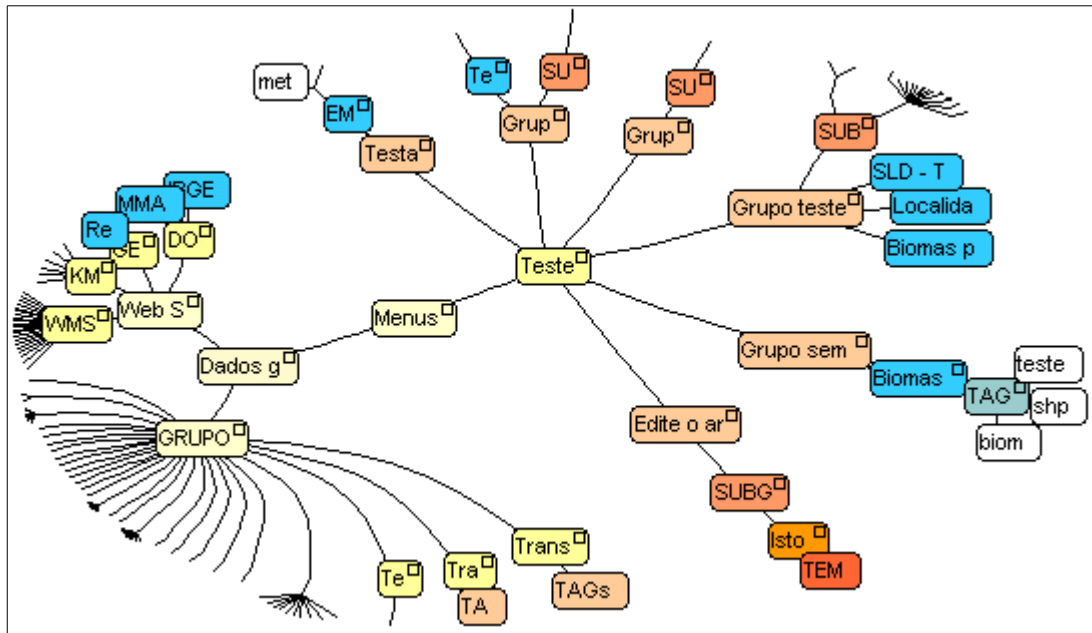 met
Te
SU
SU
EM
Grup
Grup
SUB
Testa
SLD - T
IBGE
MMA
Grupo teste
Localida
Re
GE
DO
Biomas p
KM
Teste
Web S
WMS
Menus
Grupo sem
Dados g
Biomas
teste
TAG
shp
Edite o ar
GRUPO
biom
SUBG
Trans
Isto
Te
Tra
TAGs
TEM
TA